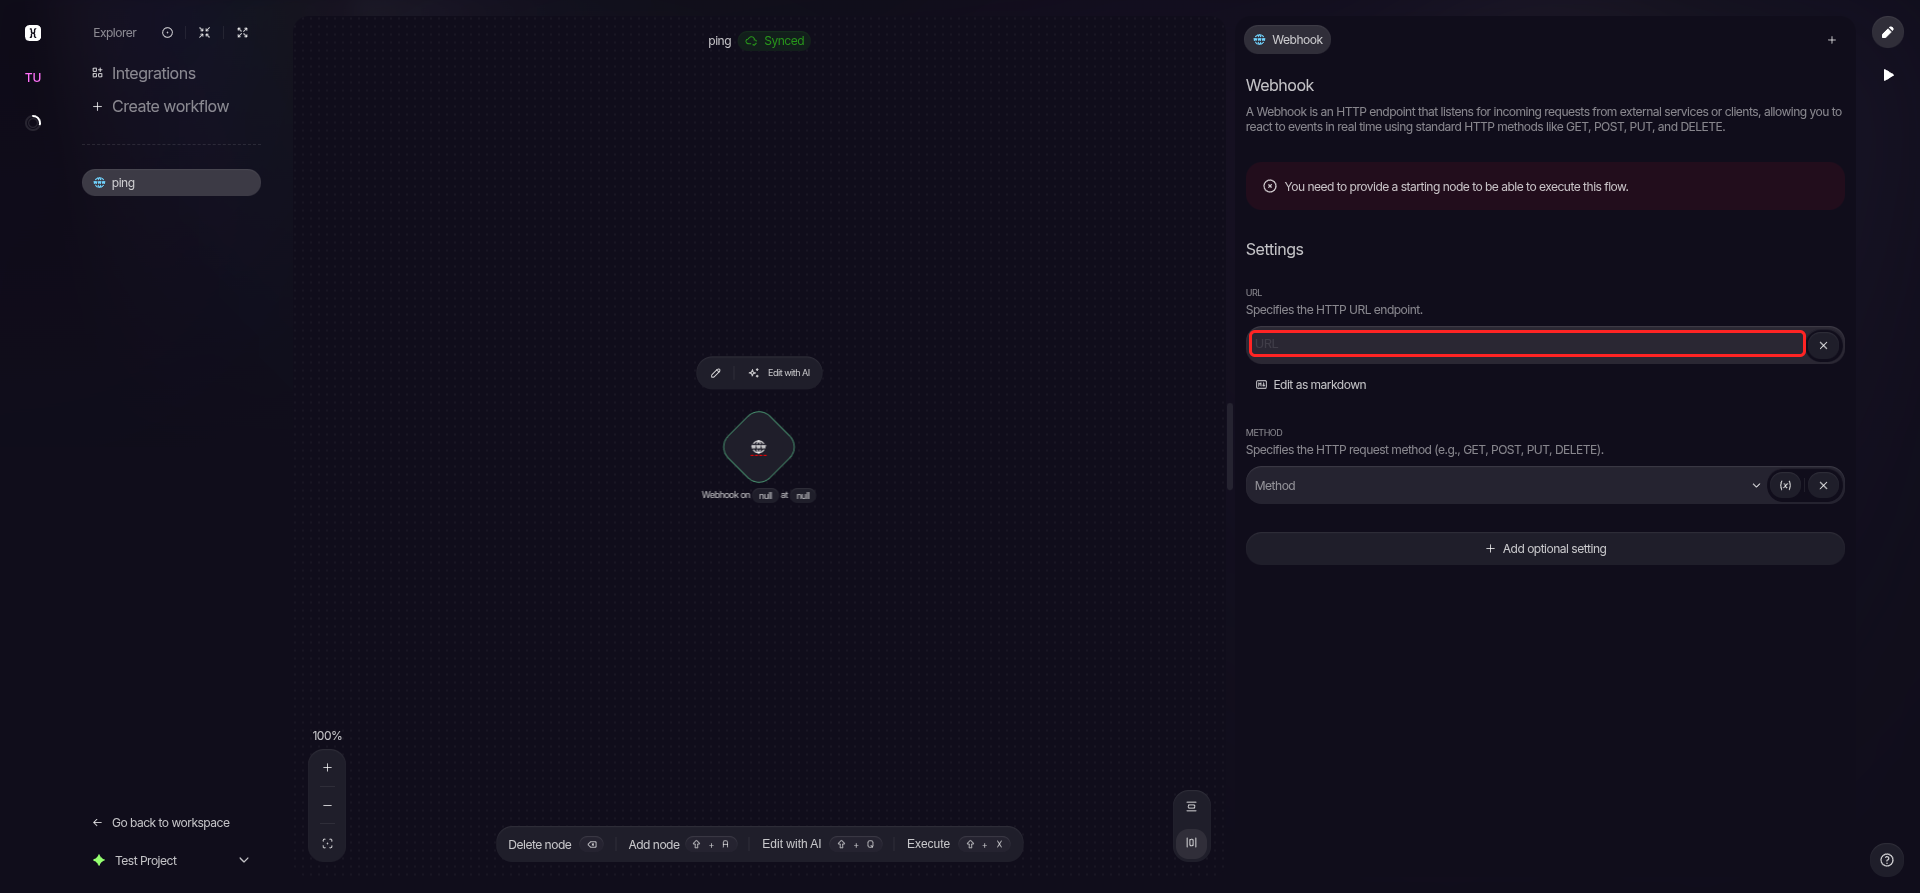 Explorer
TU
Integrations
Create workflow
ping
Go back to workspace
Test Project
ping
Synced
Edit with AI
Webhook on null at null
100%
Delete node
Add node + A
Edit with AI + Q
Execute + X
Webhook
Webhook
A Webhook is an HTTP endpoint that listens for incoming requests from external services or clients, allowing you to
react to events in real time using standard HTTP methods like GET, POST, PUT, and DELETE.
You need to provide a starting node to be able to execute this flow.
Settings
URL
Specifies the HTTP URL endpoint.
URL
Edit as markdown
METHOD
Specifies the HTTP request method (e.g., GET, POST, PUT, DELETE).
Method
(x)
Add optional setting